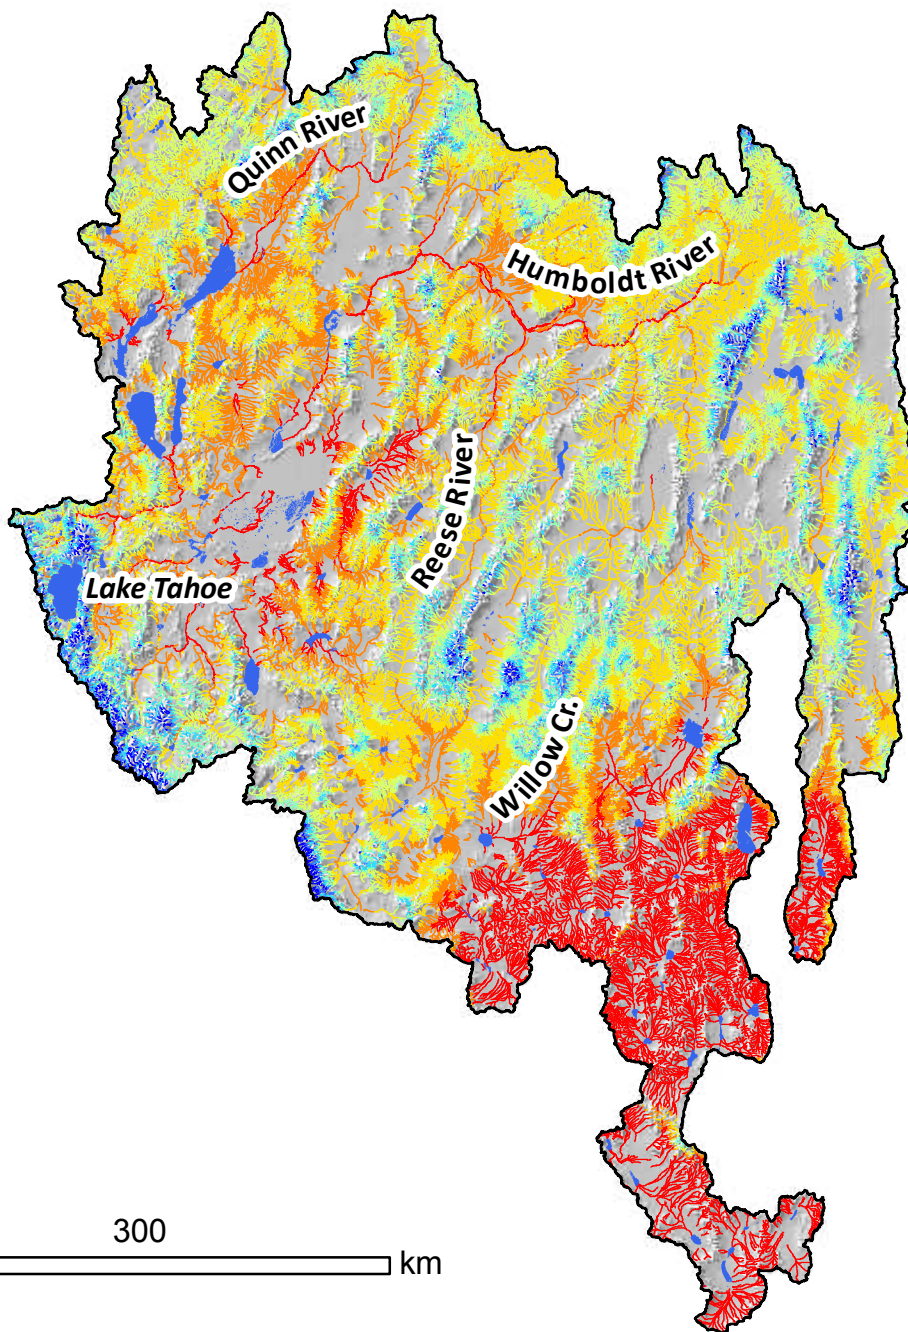 Quinn River
Humboldt River
Reese River
Lake Tahoe
Willow Cr.
300
km